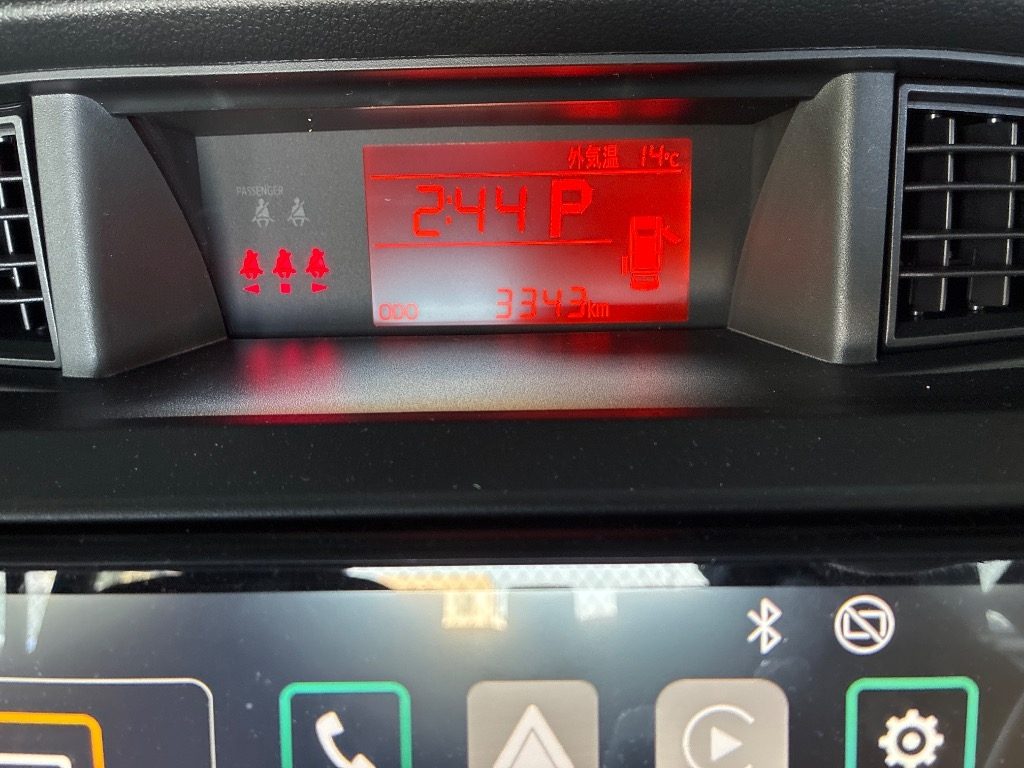 外気温 14℃
PASSENGER
2:44 P
ODO 3343km